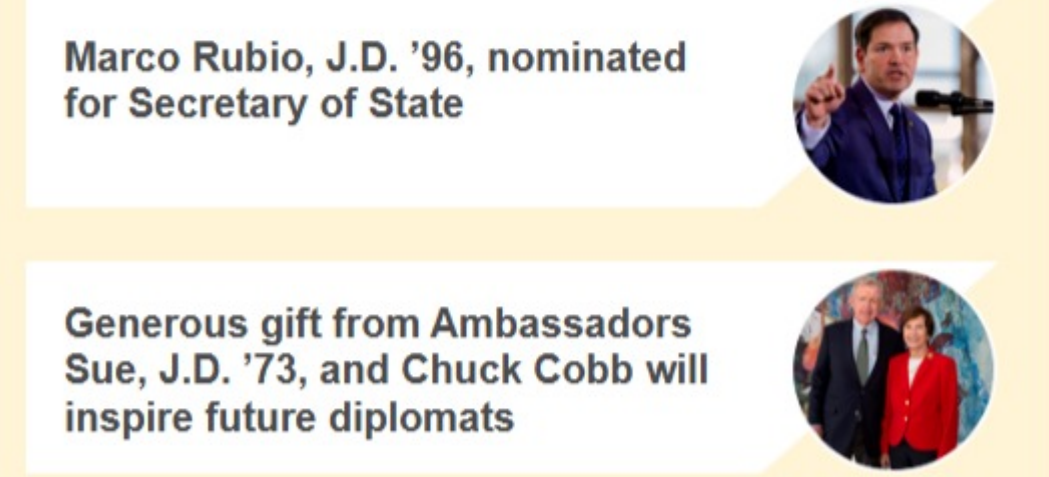 Marco Rubio, J.D. ’96, nominated
for Secretary of State
Generous gift from Ambassadors
Sue, J.D. ’73, and Chuck Cobb will
inspire future diplomats